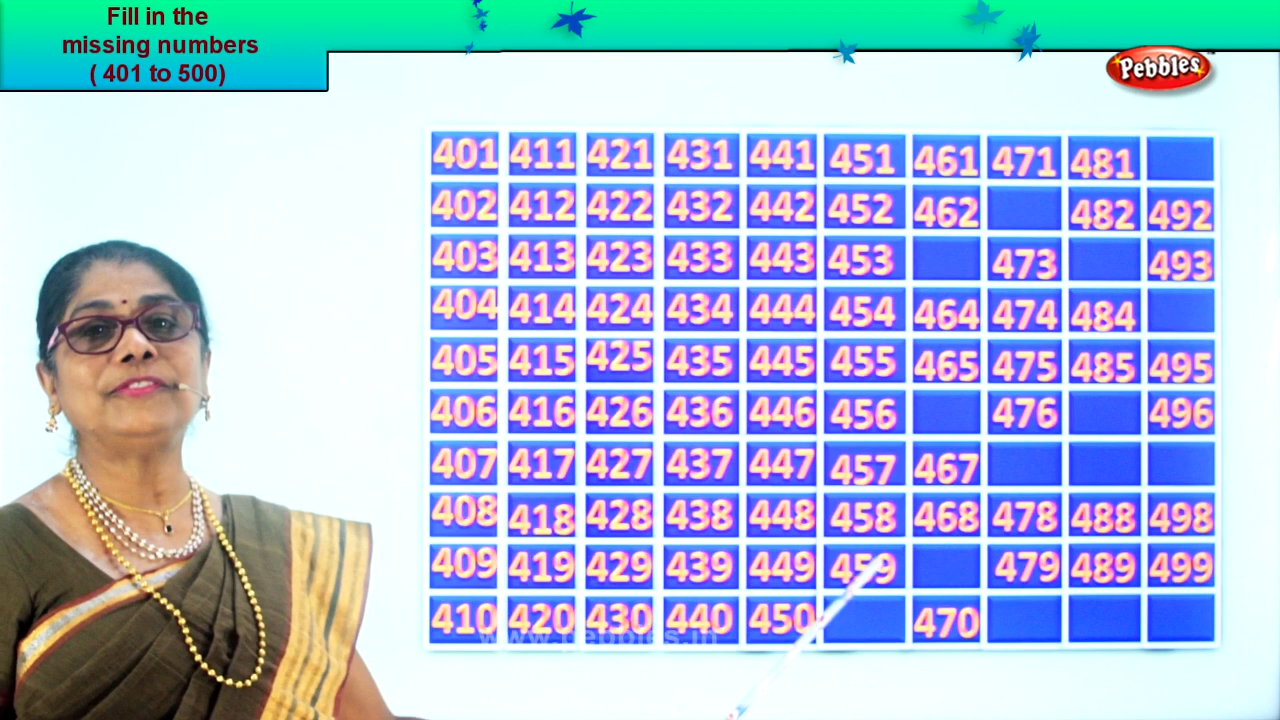 Fill in the
missing numbers
( 401 to 500)
Pebbles
401 411 421 431 441 451 461 471 481
402 412 422 432 442 452 462 482 492
403 413 423 433 443 453 473 493
404 414 424 434 444 454 464 474 484
405 415 425 435 445 455 465 475 485 495
406 416 426 436 446 456 476 496
407 417 427 437 447 457 467
408 418 428 438 448 458 468 478 488 498
409 419 429 439 449 459 479 489 499
410 420 430 440 450 470
www.pebbles.in